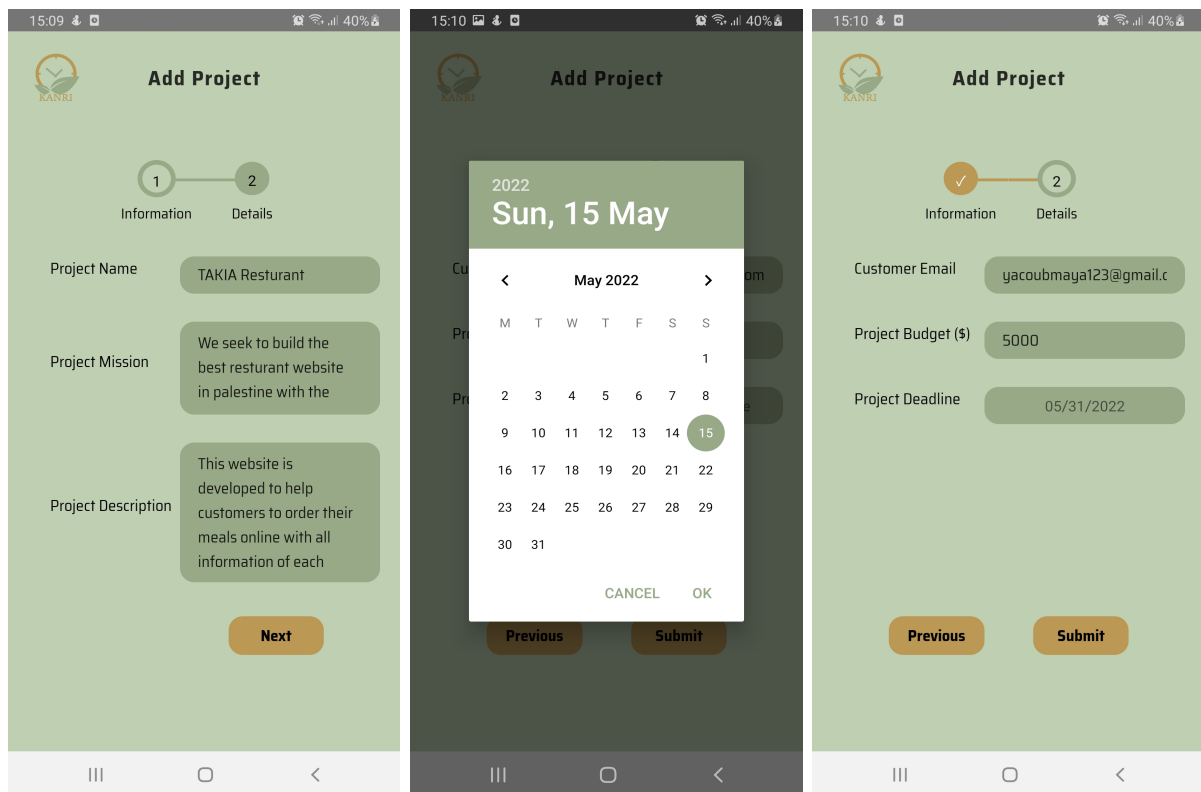 15:09
40%
KANRI
Add Project
1
2
Information
Details
Project Name
TAKIA Resturant
Project Mission
We seek to build the
best resturant website
in palestine with the
Project Description
This website is
developed to help
customers to order their
meals online with all
information of each
Next
15:10
40%
KANRI
Add Project
2022
Sun, 15 May
May 2022
M T W T F S S
1
2 3 4 5 6 7 8
9 10 11 12 13 14 15
16 17 18 19 20 21 22
23 24 25 26 27 28 29
30 31
CANCEL OK
Cu
om
Pr
Pr
e
Previous
Submit
15:10
40%
KANRI
Add Project
✓
2
Information
Details
Customer Email
yacoubmaya123@gmail.c
Project Budget ($)
5000
Project Deadline
05/31/2022
Previous
Submit